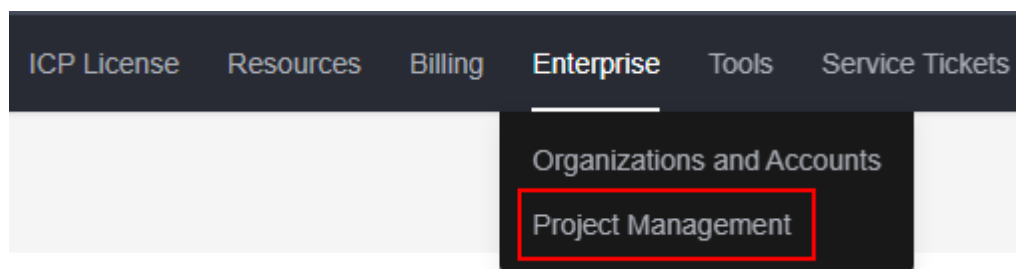 ICP License Resources Billing Enterprise Tools Service Tickets
Organizations and Accounts
Project Management